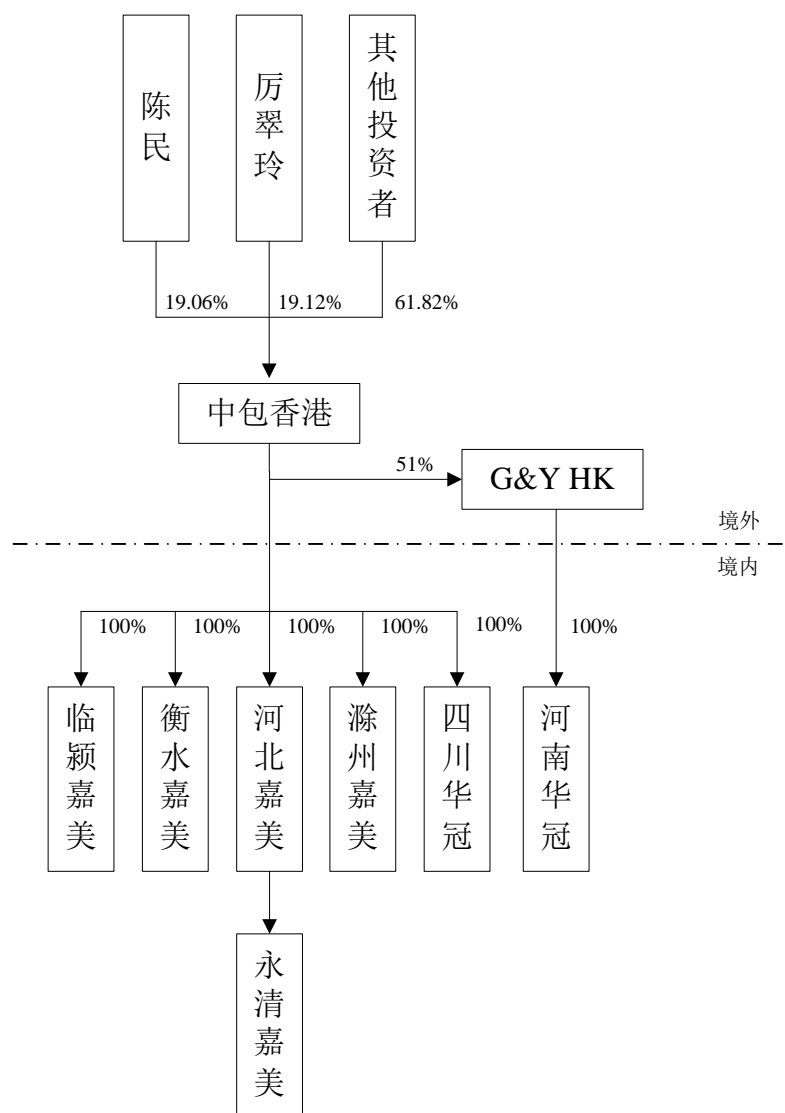 陈民
厉翠玲
其他投资者
19.06%
19.12%
61.82%
中包香港
51%
G&Y HK
境外
境内
100%
100%
100%
100%
100%
100%
临颍嘉美
衡水嘉美
河北嘉美
滁州嘉美
四川华冠
河南华冠
永清嘉美